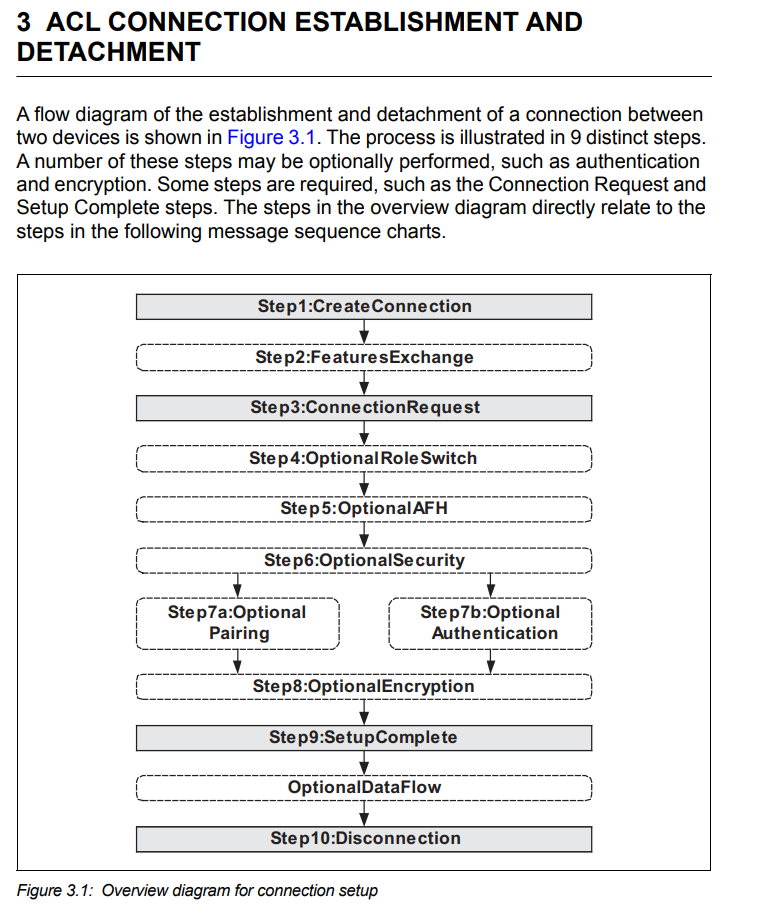 3 ACL CONNECTION ESTABLISHMENT AND
DETACHMENT
A flow diagram of the establishment and detachment of a connection between
two devices is shown in Figure 3.1. The process is illustrated in 9 distinct steps.
A number of these steps may be optionally performed, such as authentication
and encryption. Some steps are required, such as the Connection Request and
Setup Complete steps. The steps in the overview diagram directly relate to the
steps in the following message sequence charts.
Step1:CreateConnection
Step2:FeaturesExchange
Step3:ConnectionRequest
Step4:OptionalRoleSwitch
Step5:OptionalAFH
Step6:OptionalSecurity
Step7a:Optional
Pairing
Step7b:Optional
Authentication
Step8:OptionalEncryption
Step9:SetupComplete
OptionalDataFlow
Step10:Disconnection
Figure 3.1: Overview diagram for connection setup